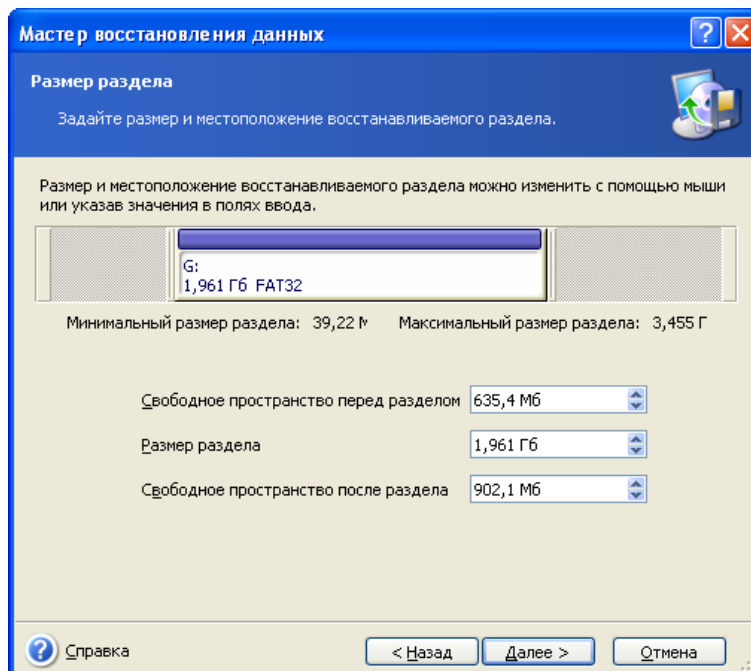 Мастер восстановления данных
Размер раздела
Задайте размер и местоположение восстанавливаемого раздела.
Размер и местоположение восстанавливаемого раздела можно изменить с помощью мыши
или указав значения в полях ввода.
G:
1,961 Гб FAT32
Минимальный размер раздела: 39,22 М Максимальный размер раздела: 3,455 Г
Свободное пространство перед разделом 635,4 Мб
Размер раздела 1,961 Гб
Свободное пространство после раздела 902,1 Мб
Справка < Назад Далее > Отмена